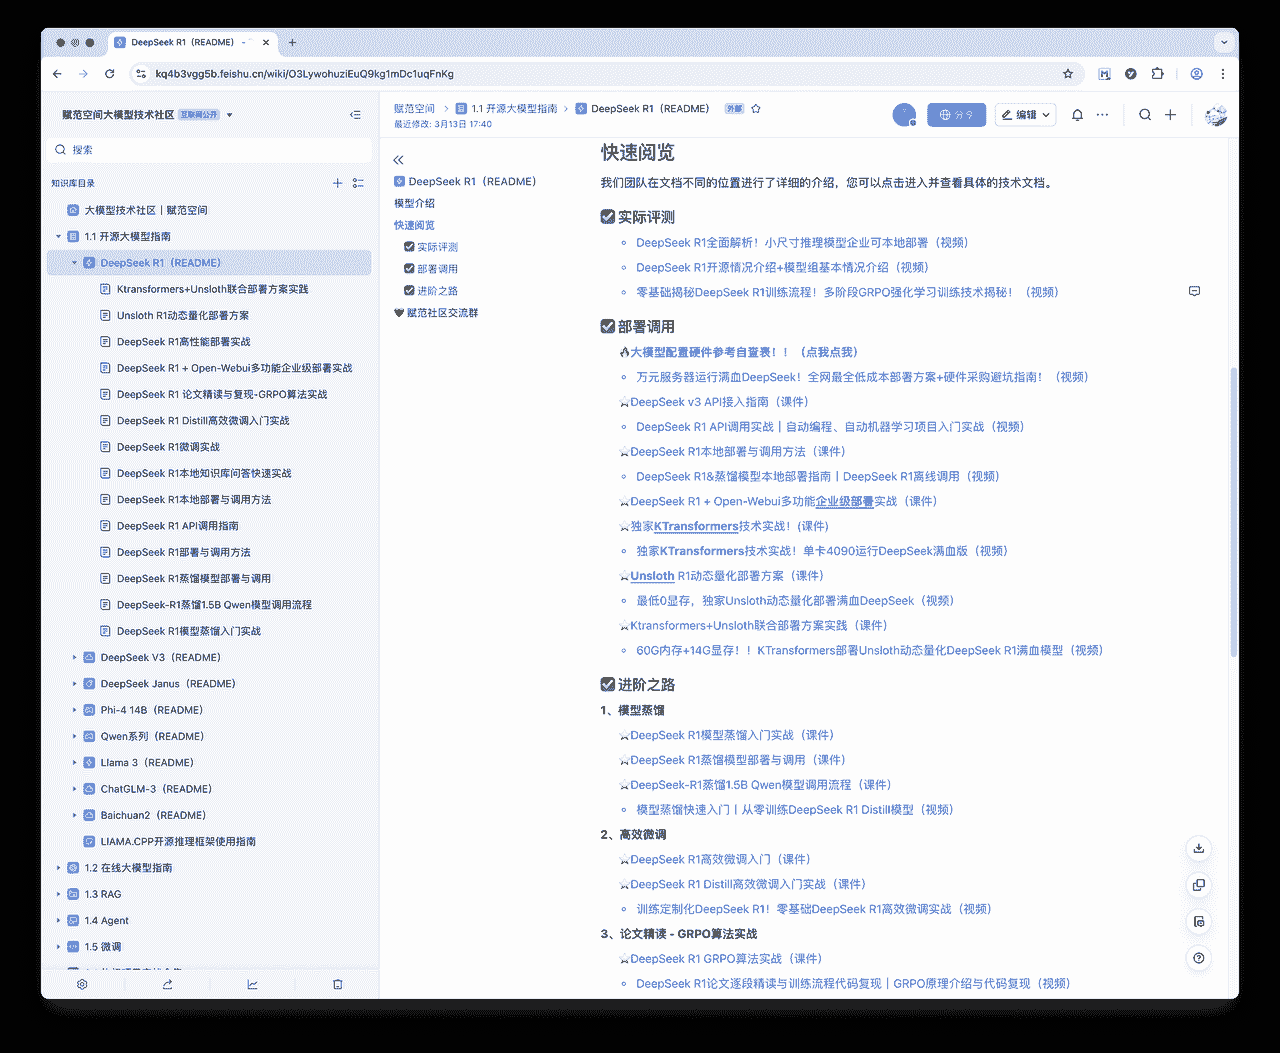 DeepSeek R1（README）
kq4b3vgg5b.feishu.cn/wiki/O3LywohuziEuQ9kg1mDc1uqFnKg
赋范空间大模型技术社区 互联网公开
搜索
知识库目录
大模型技术社区｜赋范空间
1.1 开源大模型指南
DeepSeek R1（README）
Ktransformers+Unsloth联合部署方案实践
Unsloth R1动态量化部署方案
DeepSeek R1高性能部署实战
DeepSeek R1 + Open-Webui多功能企业级部署实战
DeepSeek R1 论文精读与复现-GRPO算法实战
DeepSeek R1 Distill高效微调入门实战
DeepSeek R1微调实战
DeepSeek R1本地知识库问答快速实战
DeepSeek R1本地部署与调用方法
DeepSeek R1 API调用指南
DeepSeek R1部署与调用方法
DeepSeek R1蒸馏模型部署与调用
DeepSeek-R1蒸馏1.5B Qwen模型调用流程
DeepSeek R1模型蒸馏入门实战
DeepSeek V3（README）
DeepSeek Janus（README）
Phi-4 14B（README）
Qwen系列（README）
Llama 3（README）
ChatGLM-3（README）
Baichuan2（README）
LlAMA.CPP开源推理框架使用指南
1.2 在线大模型指南
1.3 RAG
1.4 Agent
1.5 微调
赋范空间 1.1 开源大模型指南 DeepSeek R1（README） 外部
最近修改: 3月13日 17:40
编辑
DeepSeek R1（README）
模型介绍
快速阅览
实际评测
部署调用
进阶之路
赋范社区交流群
快速阅览
我们团队在文档不同的位置进行了详细的介绍，您可以点击进入并查看具体的技术文档。
实际评测
DeepSeek R1全面解析！小尺寸推理模型企业可本地部署（视频）
DeepSeek R1开源情况介绍+模型组基本情况介绍（视频）
零基础揭秘DeepSeek R1训练流程！多阶段GRPO强化学习训练技术揭秘！（视频）
部署调用
🔥大模型配置硬件参考自查表！！（点我点我）
万元服务器运行满血DeepSeek！全网最全低成本部署方案+硬件采购避坑指南！（视频）
☆DeepSeek v3 API接入指南（课件）
DeepSeek R1 API调用实战｜自动编程、自动机器学习项目入门实战（视频）
☆DeepSeek R1本地部署与调用方法（课件）
DeepSeek R1&蒸馏模型本地部署指南｜DeepSeek R1离线调用（视频）
☆DeepSeek R1 + Open-Webui多功能企业级部署实战（课件）
☆独家KTransformers技术实战！(课件）
独家KTransformers技术实战！单卡4090运行DeepSeek满血版（视频）
☆Unsloth R1动态量化部署方案（课件）
最低0显存，独家Unsloth动态量化部署满血DeepSeek（视频）
☆Ktransformers+Unsloth联合部署方案实践（课件）
60G内存+14G显存！！KTransformers部署Unsloth动态量化DeepSeek R1满血模型（视频）
进阶之路
1、模型蒸馏
☆DeepSeek R1模型蒸馏入门实战（课件）
☆DeepSeek R1蒸馏模型部署与调用（课件）
☆DeepSeek-R1蒸馏1.5B Qwen模型调用流程（课件）
模型蒸馏快速入门｜从零训练DeepSeek R1 Distill模型（视频）
2、高效微调
☆DeepSeek R1高效微调入门（课件）
☆DeepSeek R1 Distill高效微调入门实战（课件）
训练定制化DeepSeek R1！零基础DeepSeek R1高效微调实战（视频）
3、论文精读 - GRPO算法实战
☆DeepSeek R1 GRPO算法实战（课件）
DeepSeek R1论文逐段精读与训练流程代码复现｜GRPO原理介绍与代码复现（视频）